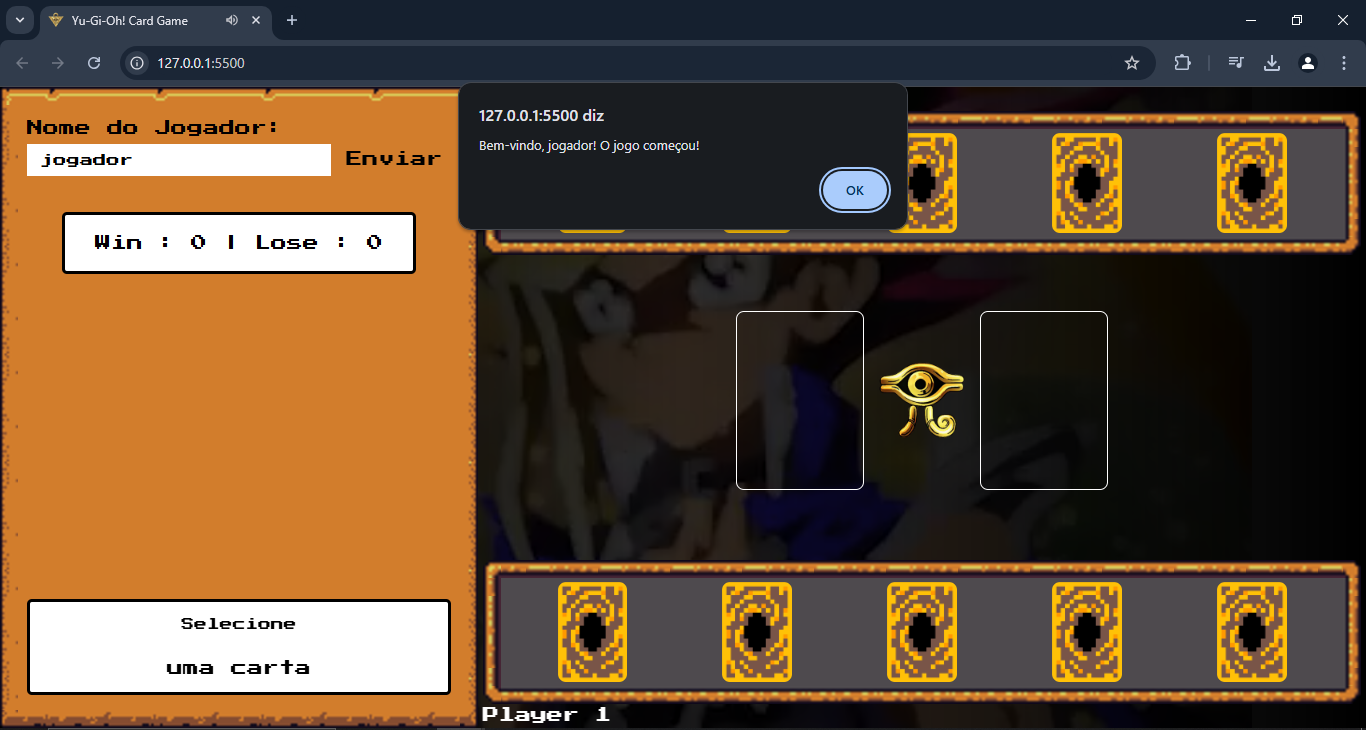 Yu-Gi-Oh! Card Game
127.0.0.1:5500
127.0.0.1:5500 diz
Bem-vindo, jogador! O jogo começou!
OK
Nome do Jogador:
jogador
Enviar
Win : 0 | Lose : 0
Selecione
uma carta
Player 1